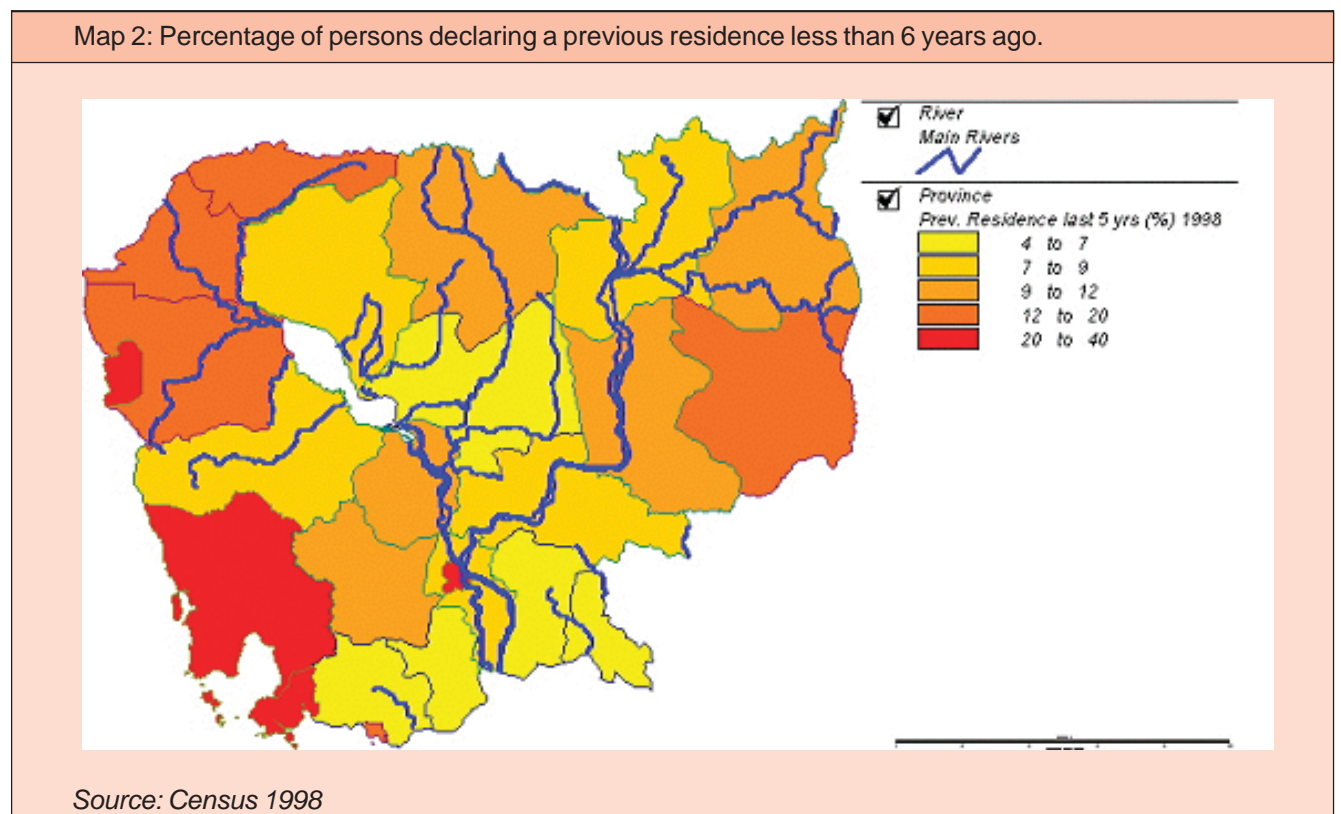 Map 2: Percentage of persons declaring a previous residence less than 6 years ago.
River
Main Rivers
Province
Prev. Residence last 5 yrs (%) 1998
4 to 7
7 to 9
9 to 12
12 to 20
20 to 40
Source: Census 1998